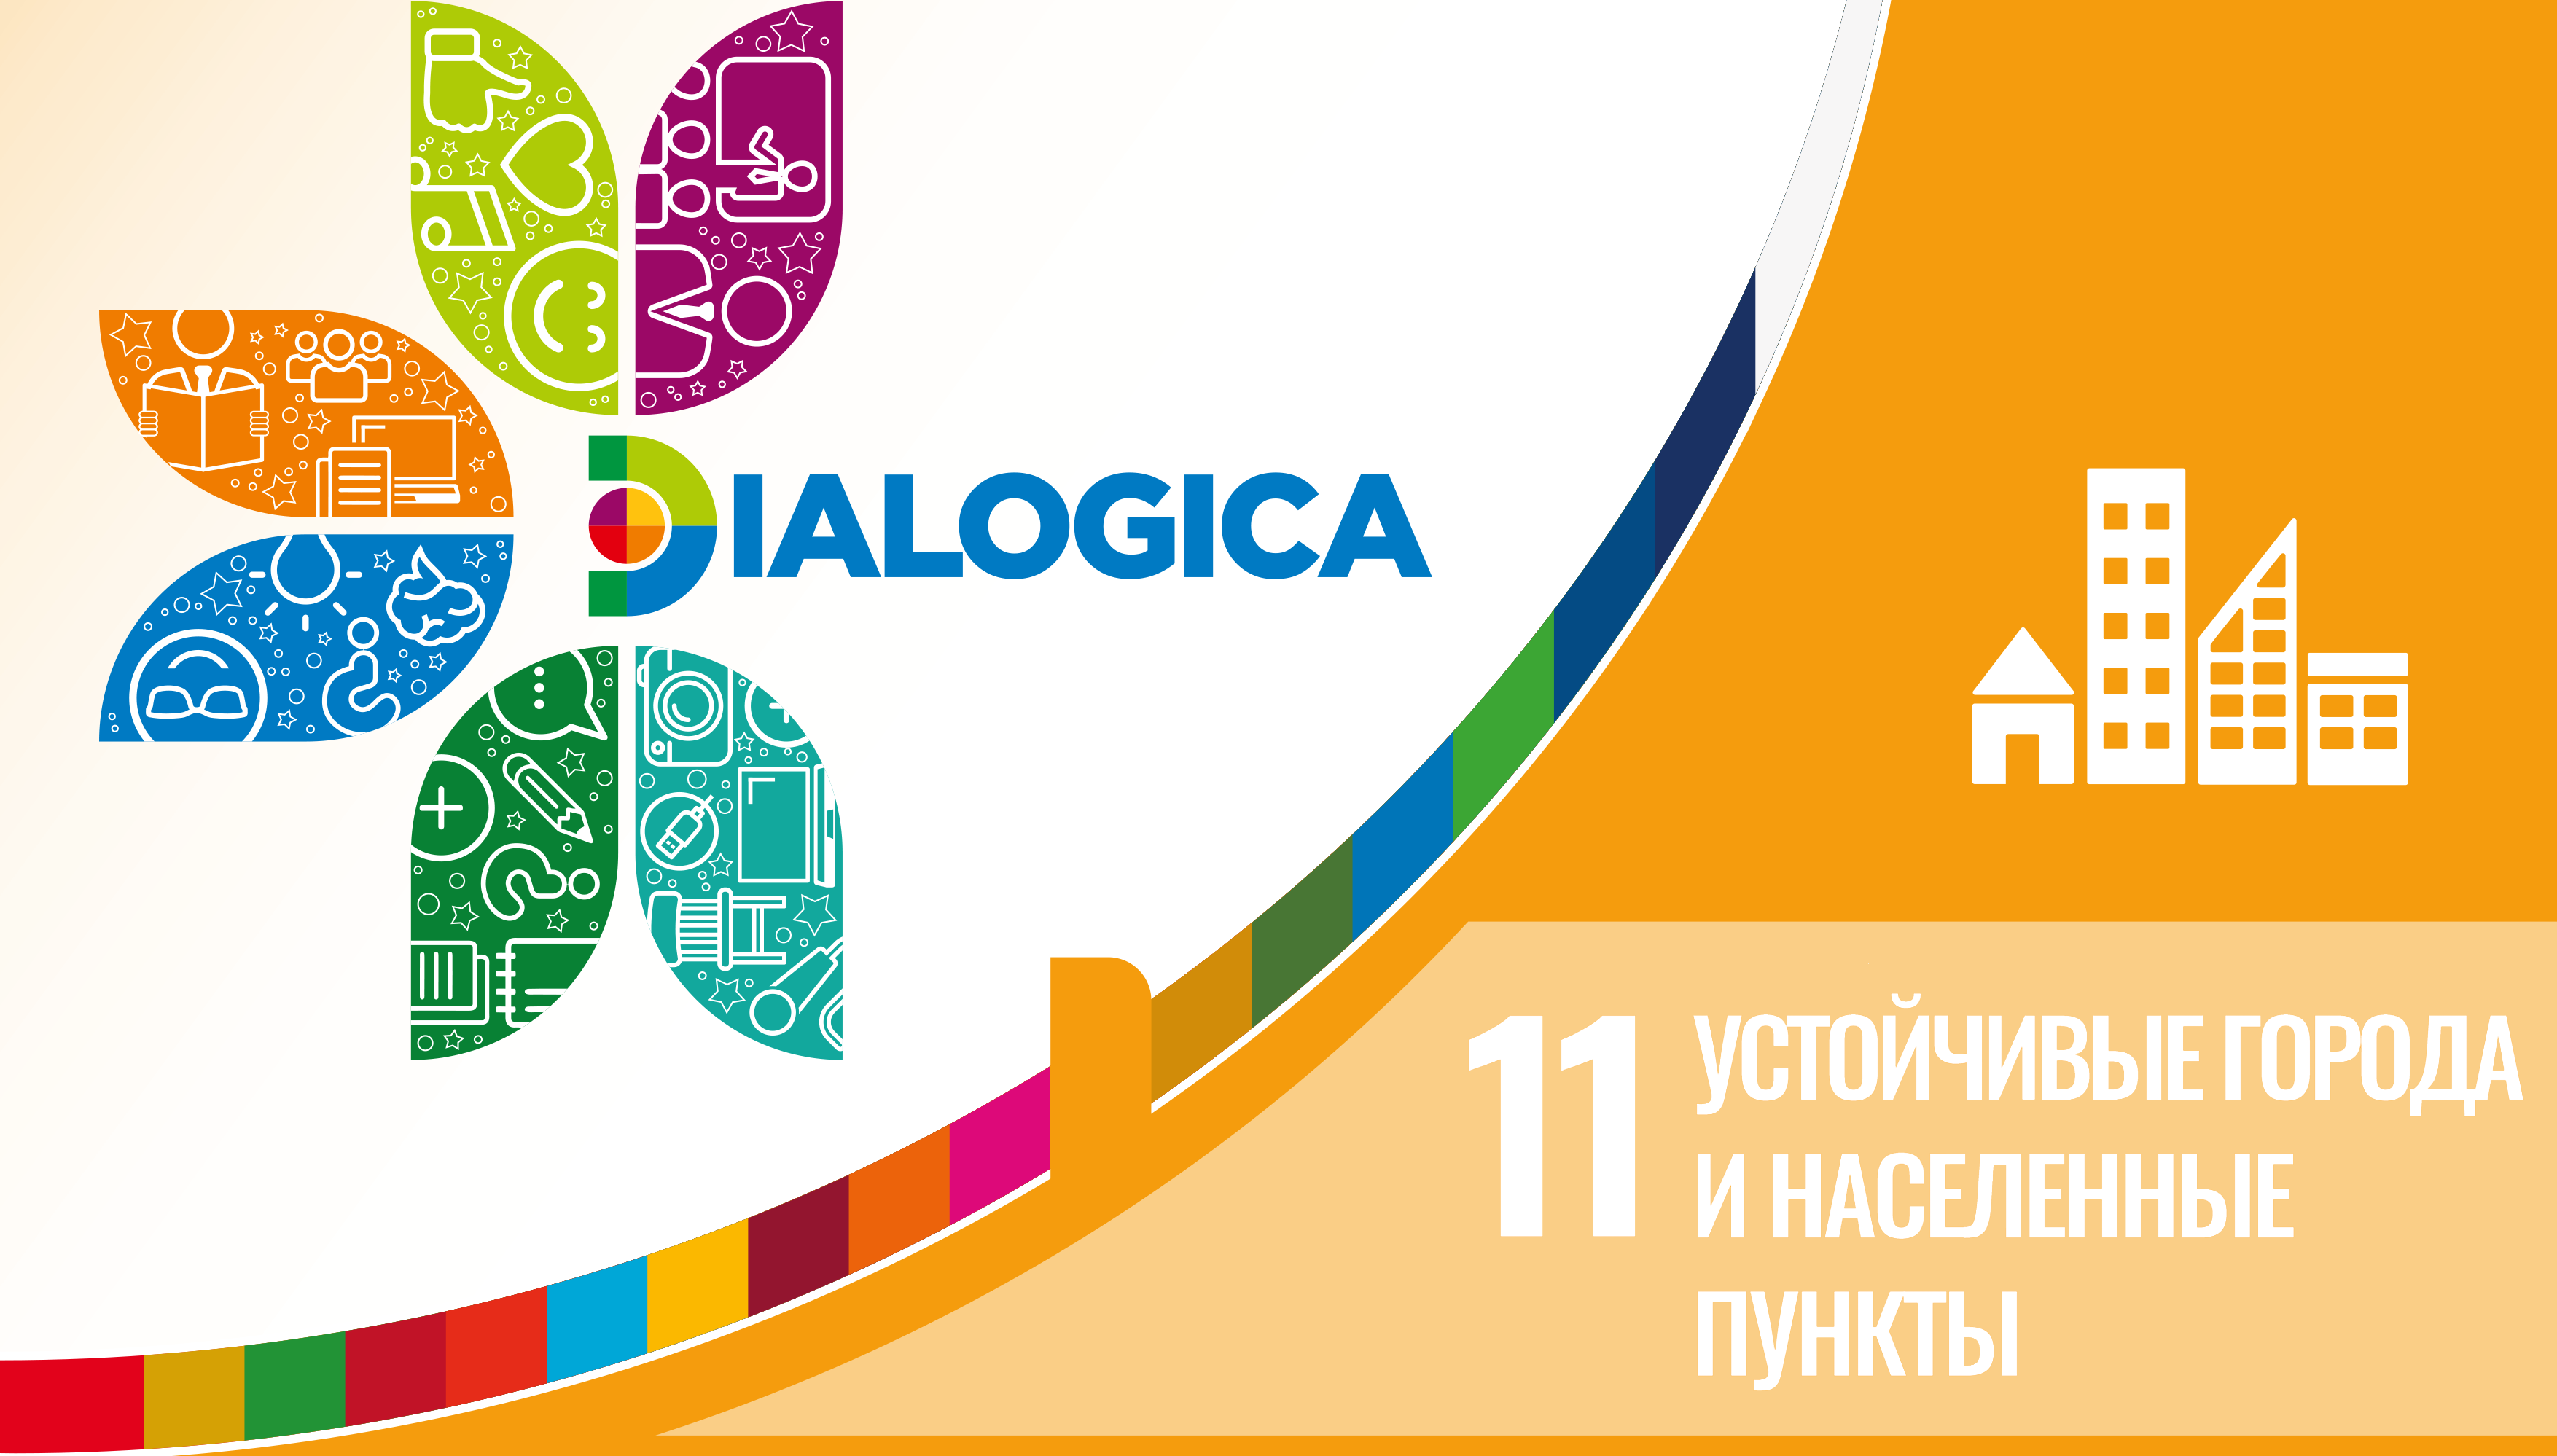 DIALOGICA
11
УСТОЙЧИВЫЕ ГОРОДА
И НАСЕЛЕННЫЕ
ПУНКТЫ